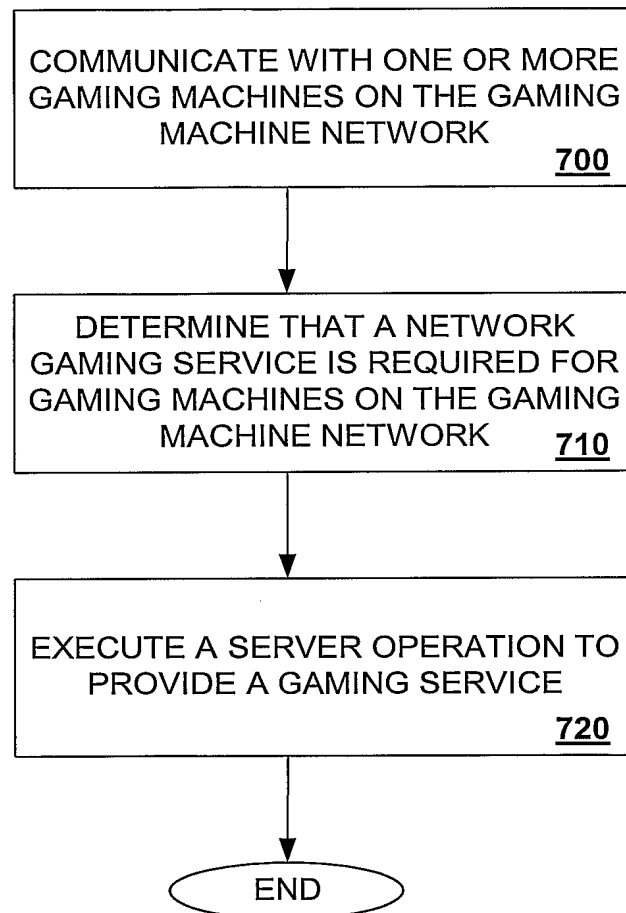 COMMUNICATE WITH ONE OR MORE
GAMING MACHINES ON THE GAMING
MACHINE NETWORK
700
DETERMINE THAT A NETWORK
GAMING SERVICE IS REQUIRED FOR
GAMING MACHINES ON THE GAMING
MACHINE NETWORK
710
EXECUTE A SERVER OPERATION TO
PROVIDE A GAMING SERVICE
720
END